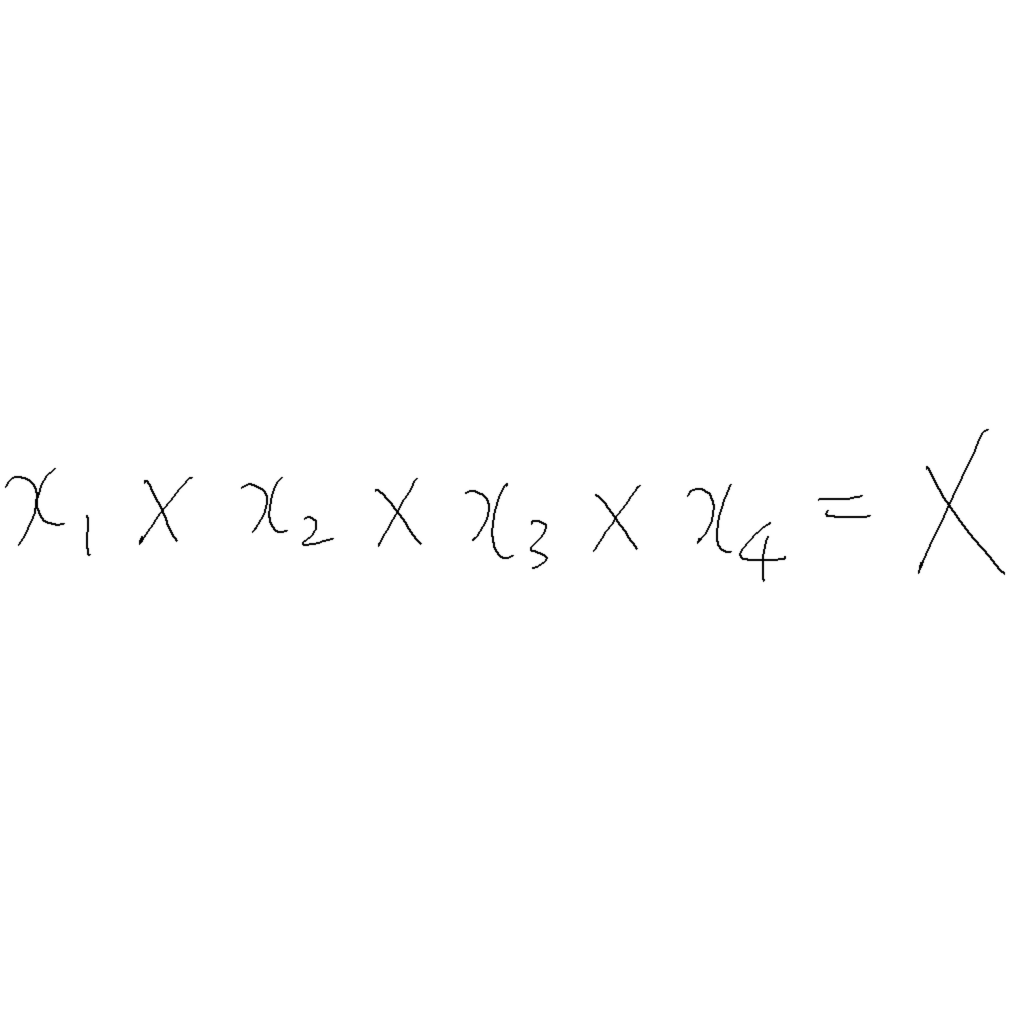 x₁ × x₂ × x₃ × x₄ = X